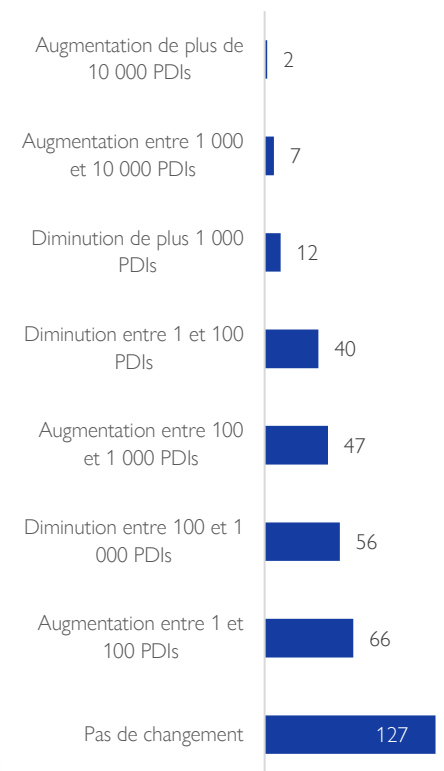 Augmentation de plus de
10 000 PDIs
2
Augmentation entre 1 000
et 10 000 PDIs
7
Diminution de plus 1 000
PDIs
12
Diminution entre 1 et 100
PDIs
40
Augmentation entre 100
et 1 000 PDIs
47
Diminution entre 100 et 1
000 PDIs
56
Augmentation entre 1 et
100 PDIs
66
Pas de changement
127